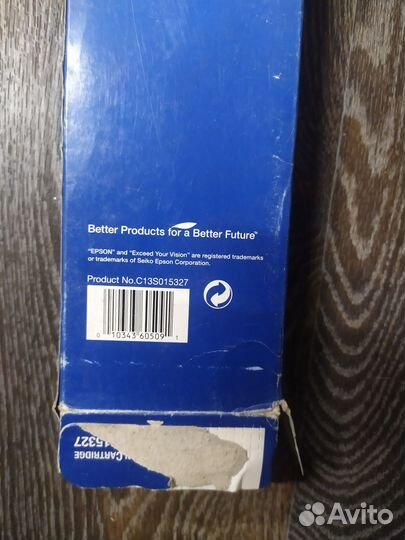 Better Products for a Better Future™
"EPSON" and "Exceed Your Vision" are registered trademarks
or trademarks of Seiko Epson Corporation.
Product No.C13S015327
0 10343 60509 1
CARTRIDGE
15327
Avito